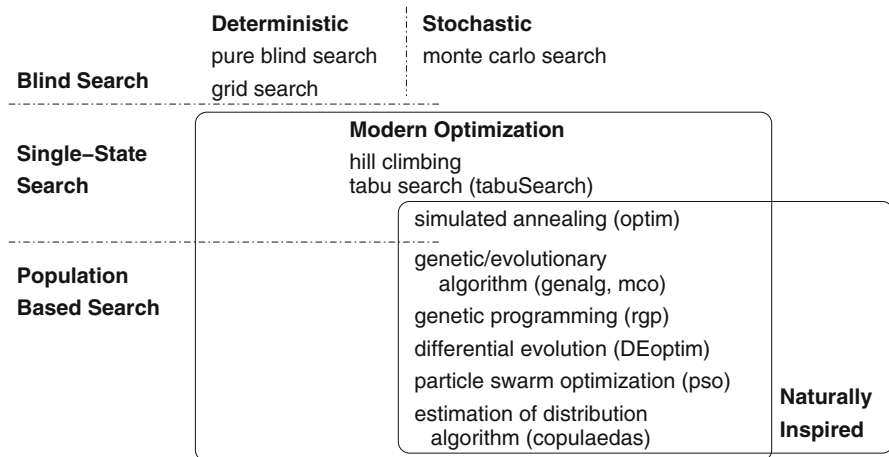 Deterministic
Stochastic
pure blind search
monte carlo search
Blind Search
grid search
Modern Optimization
Single–State
Search
hill climbing
tabu search (tabuSearch)
simulated annealing (optim)
Population
Based Search
genetic/evolutionary
algorithm (genalg, mco)
genetic programming (rgp)
differential evolution (DEoptim)
particle swarm optimization (pso)
estimation of distribution
algorithm (copulaedas)
Naturally
Inspired